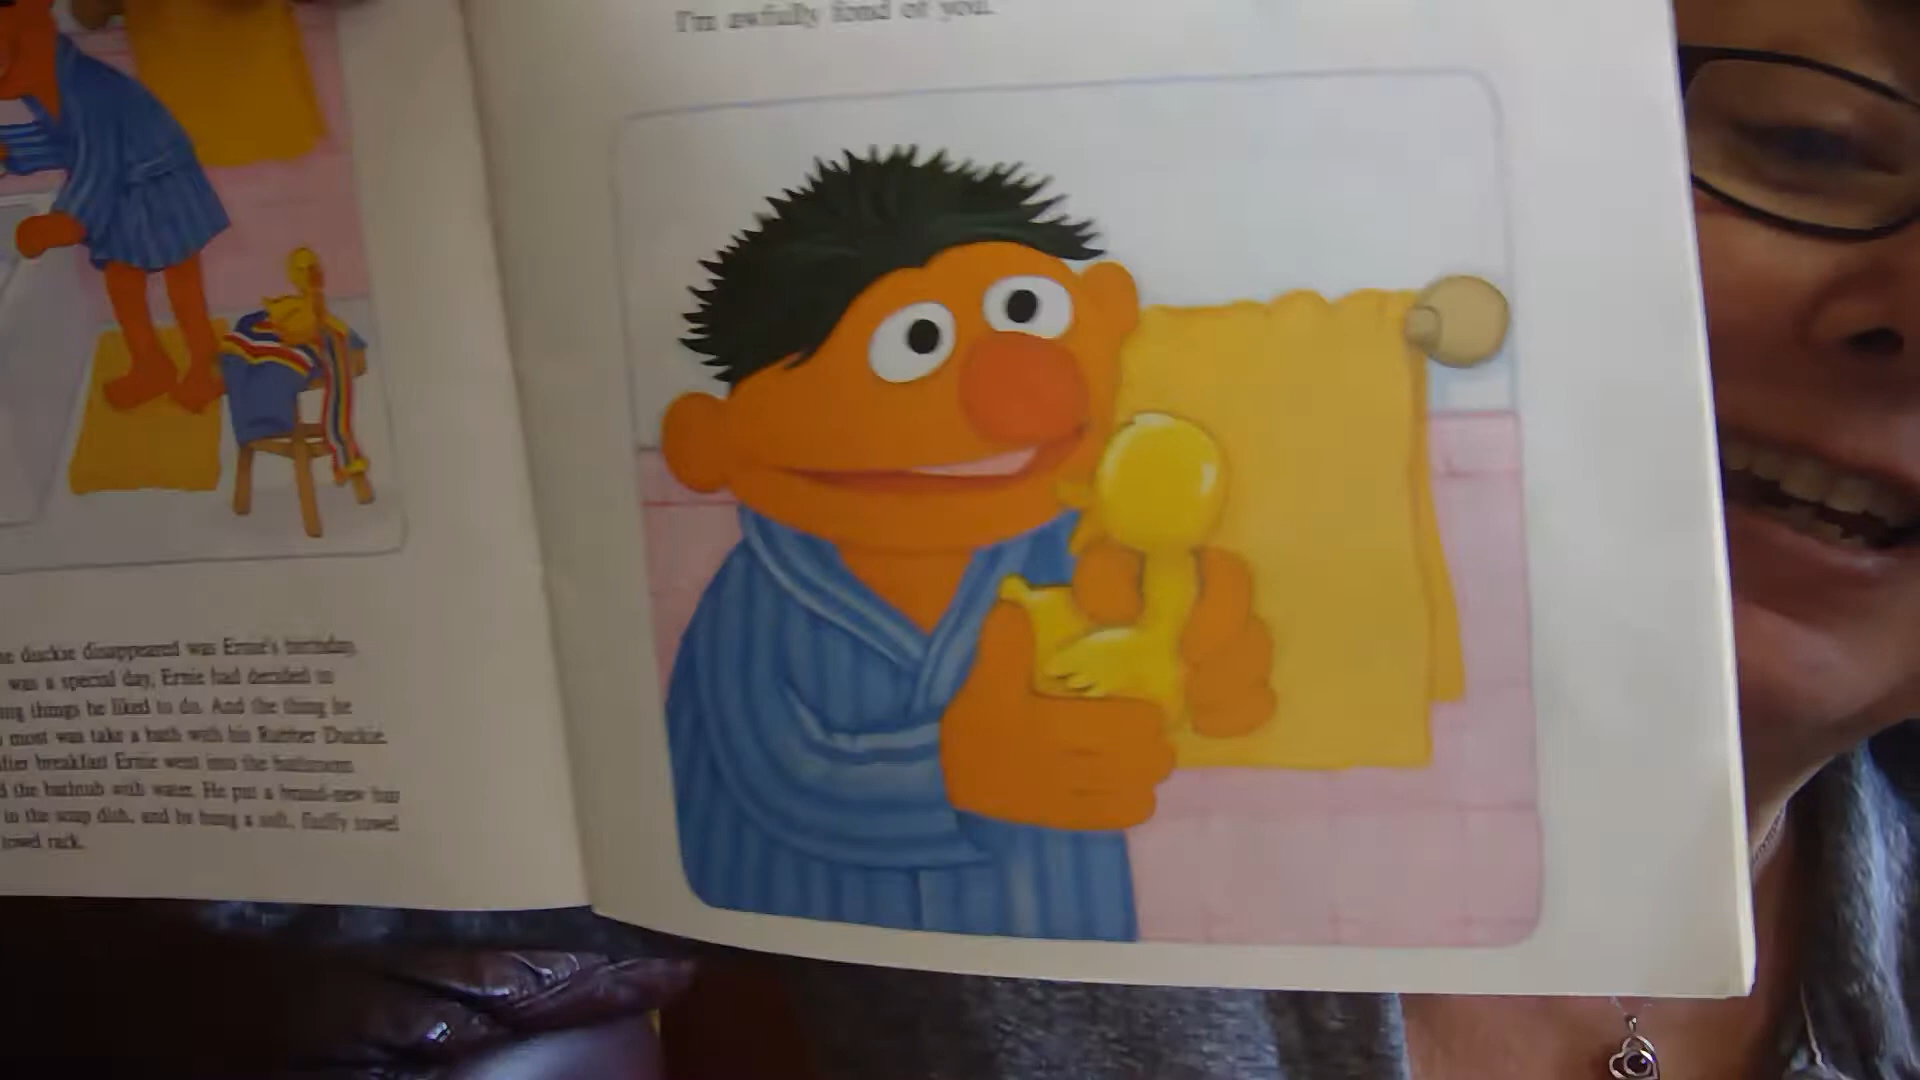 duckie disappeared was Ernie's birthday.
was a special day, Ernie had decided to
things he liked to do. And the thing he
most was take a bath with his Rubber Duckie.
after breakfast Ernie went into the bathroom
the bathtub with water. He put a brand-new bar
in the soap dish, and he hung a soft, fluffy towel
towel rack.
I'm awfully fond of you.